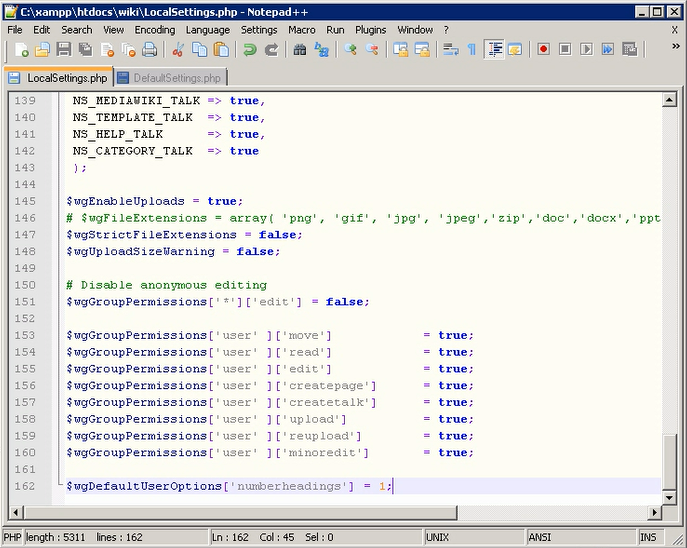 C:\xampp\htdocs\wiki\LocalSettings.php - Notepad++
File Edit Search View Encoding Language Settings Macro Run Plugins Window ? X
LocalSettings.php DefaultSettings.php
139 NS_MEDIAWIKI_TALK => true,
140 NS_TEMPLATE_TALK => true,
141 NS_HELP_TALK => true,
142 NS_CATEGORY_TALK => true
143 );
144
145 $wgEnableUploads = true;
146 # $wgFileExtensions = array( 'png', 'gif', 'jpg', 'jpeg','zip','doc','docx','ppt
147 $wgStrictFileExtensions = false;
148 $wgUploadSizeWarning = false;
149
150 # Disable anonymous editing
151 $wgGroupPermissions['*']['edit'] = false;
152
153 $wgGroupPermissions['user' ]['move'] = true;
154 $wgGroupPermissions['user' ]['read'] = true;
155 $wgGroupPermissions['user' ]['edit'] = true;
156 $wgGroupPermissions['user' ]['createpage'] = true;
157 $wgGroupPermissions['user' ]['createtalk'] = true;
158 $wgGroupPermissions['user' ]['upload'] = true;
159 $wgGroupPermissions['user' ]['reupload'] = true;
160 $wgGroupPermissions['user' ]['minoredit'] = true;
161
162 $wgDefaultUserOptions['numberheadings'] = 1;
PHP length : 5311 lines : 162 Ln : 162 Col : 45 Sel : 0 UNIX ANSI INS